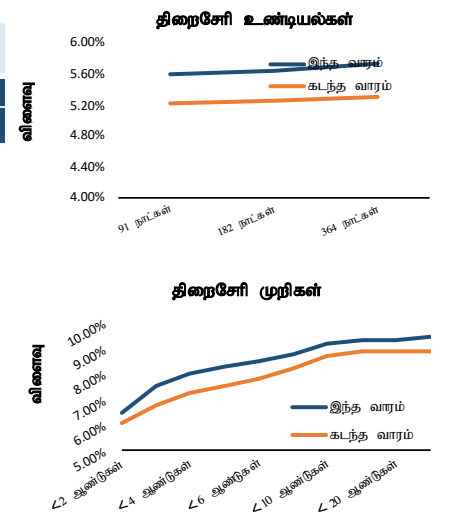 திறைசேரி உண்டியல்கள்
6.00%
5.60%
5.20%
4.80%
4.40%
4.00%
விளைவு
இந்த வாரம்
கடந்த வாரம்
91 நாட்கள்
182 நாட்கள்
364 நாட்கள்
திறைசேரி முறிகள்
10.00%
9.00%
8.00%
7.00%
6.00%
5.00%
விளைவு
இந்த வாரம்
கடந்த வாரம்
<2 ஆண்டுகள்
<4 ஆண்டுகள்
<6 ஆண்டுகள்
<10 ஆண்டுகள்
<20 ஆண்டுகள்